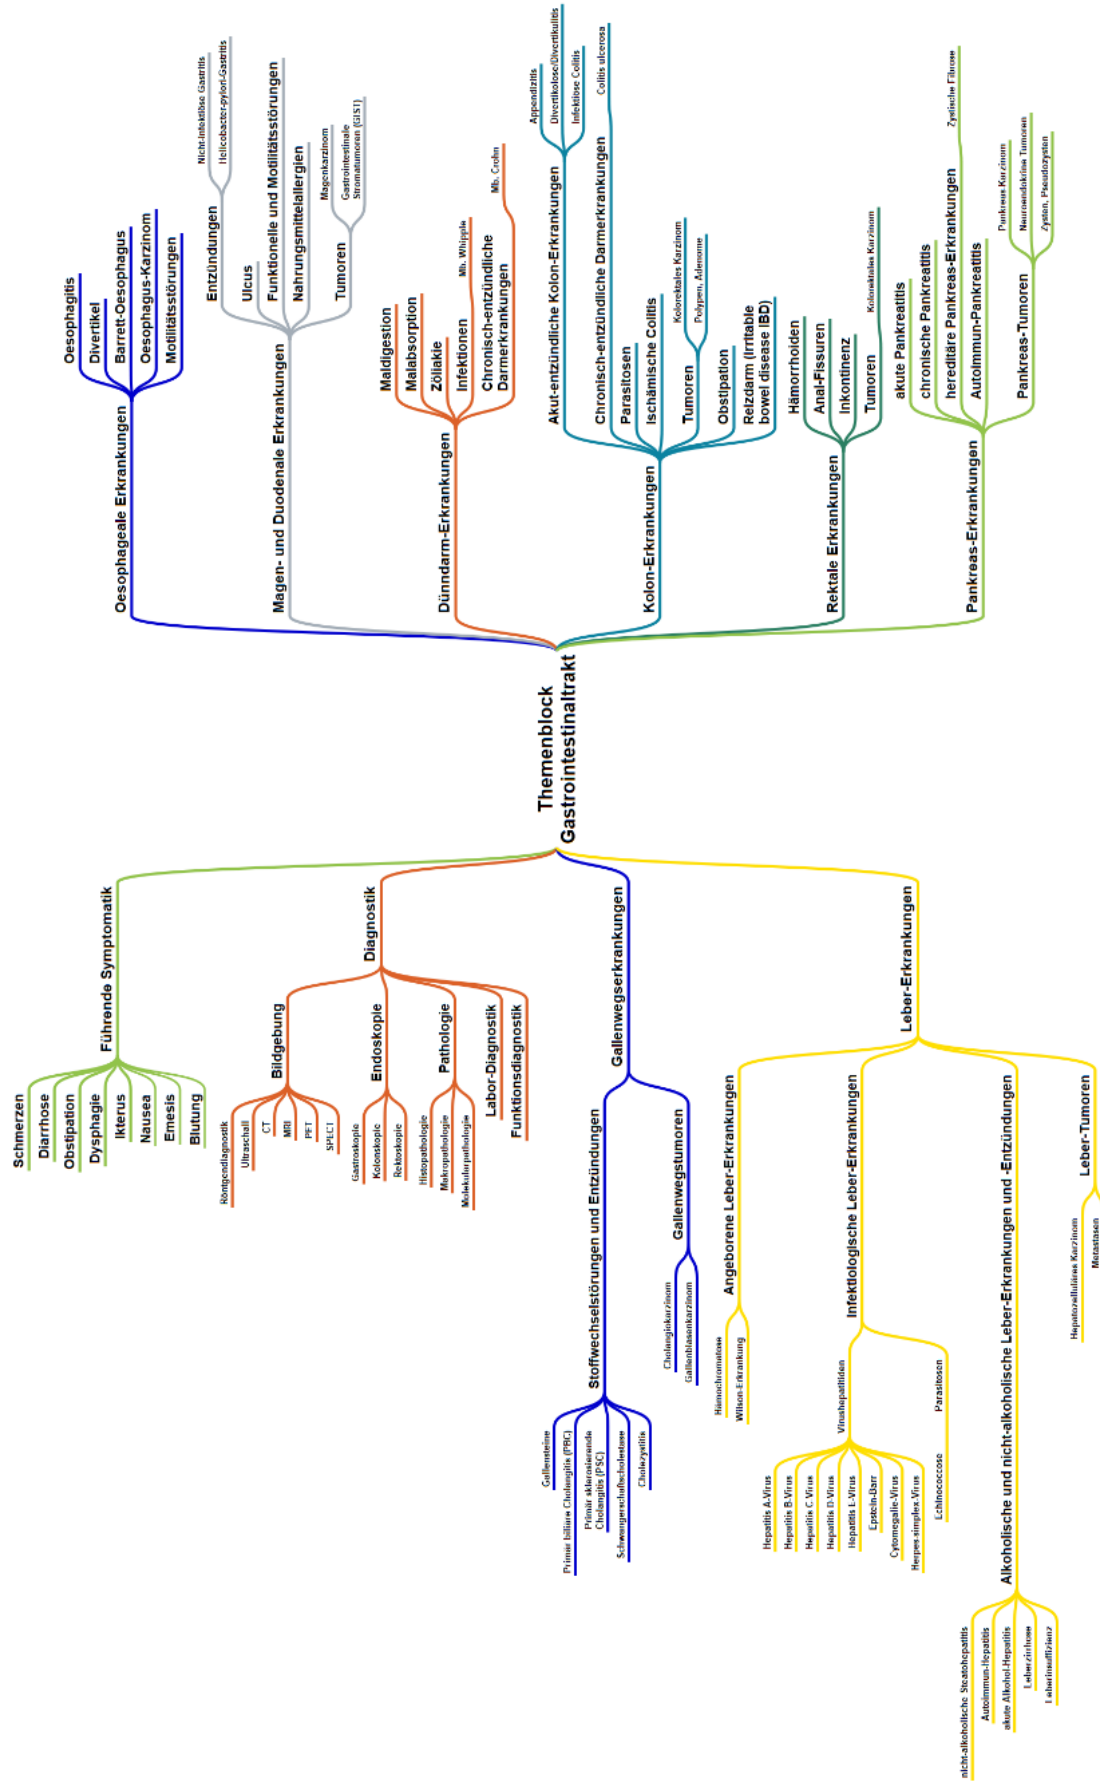 Themenblock
Gastrointestinaltrakt
Führende Symptomatik
Schmerzen
Diarrhose
Obstipation
Dysphagie
Ikterus
Nausea
Emesis
Blutung
Diagnostik
Bildgebung
Röntgendiagnostik
Ultraschall
CT
MRI
PET
SPECT
Endoskopie
Gastroskopie
Kolonskopie
Rektoskopie
Pathologie
Histopathologie
Makropathologie
Molekularpathologie
Labor-Diagnostik
Funktionsdiagnostik
Gallenwegserkrankungen
Stoffwechselstörungen und Entzündungen
Gallensteine
Primär biliäre Cholangitis (PBC)
Primär sklerosierende
Cholangitis (PSC)
Schwangerschaftscholestase
Cholezystitis
Gallenwegstumoren
Cholangiokarzinom
Gallenblasenkarzinom
Leber-Erkrankungen
Angeborene Leber-Erkrankungen
Hämochromatose
Wilson-Erkrankung
Infektiologische Leber-Erkrankungen
Virushepatitiden
Hepatitis A-Virus
Hepatitis B-Virus
Hepatitis C Virus
Hepatitis D-Virus
Hepatitis E-Virus
Epstein-Barr
Cytomegalie-Virus
Herpes-simplex-Virus
Parasitosen
Echinococcose
Alkoholische und nicht-alkoholische Leber-Erkrankungen und -Entzündungen
nicht-alkoholische Steatohepatitis
Autoimmun-Hepatitis
akute Alkohol-Hepatitis
Leberzirrhose
Leberinsuffizienz
Leber-Tumoren
Hepatozelluläres Karzinom
Metastasen
Oesophageale Erkrankungen
Oesophagitis
Divertikel
Barrett-Oesophagus
Oesophagus-Karzinom
Motilitätsstörungen
Magen- und Duodenale Erkrankungen
Entzündungen
Nicht-infektiöse Gastritis
Helicobacter-pylori-Gastritis
Ulcus
Funktionelle und Motilitätsstörungen
Nahrungsmittelallergien
Tumoren
Magenkarzinom
Gastrointestinale
Stromatumoren (GIST)
Dünndarm-Erkrankungen
Maldigestion
Malabsorption
Zöliakie
Infektionen
Mb. Whipple
Chronisch-entzündliche
Darmerkrankungen
Mb. Crohn
Kolon-Erkrankungen
Akut-entzündliche Kolon-Erkrankungen
Appendizitis
Divertikolose/Divertikulitis
Infektiöse Colitis
Chronisch-entzündliche Darmerkrankungen
Colitis ulcerosa
Parasitosen
Ischämische Colitis
Tumoren
Kolorektales Karzinom
Polypen, Adenome
Obstipation
Reizdarm (Irritable
bowel disease IBD)
Rektale Erkrankungen
Hämorrhoiden
Anal-Fissuren
Inkontinenz
Tumoren
Kolorektales Karzinom
Pankreas-Erkrankungen
akute Pankreatitis
chronische Pankreatitis
hereditäre Pankreas-Erkrankungen
Zystische Fibrose
Autoimmun-Pankreatitis
Pankreas-Tumoren
Pankreas-Karzinom
Neuroendokrine Tumoren
Zysten, Pseudozysten